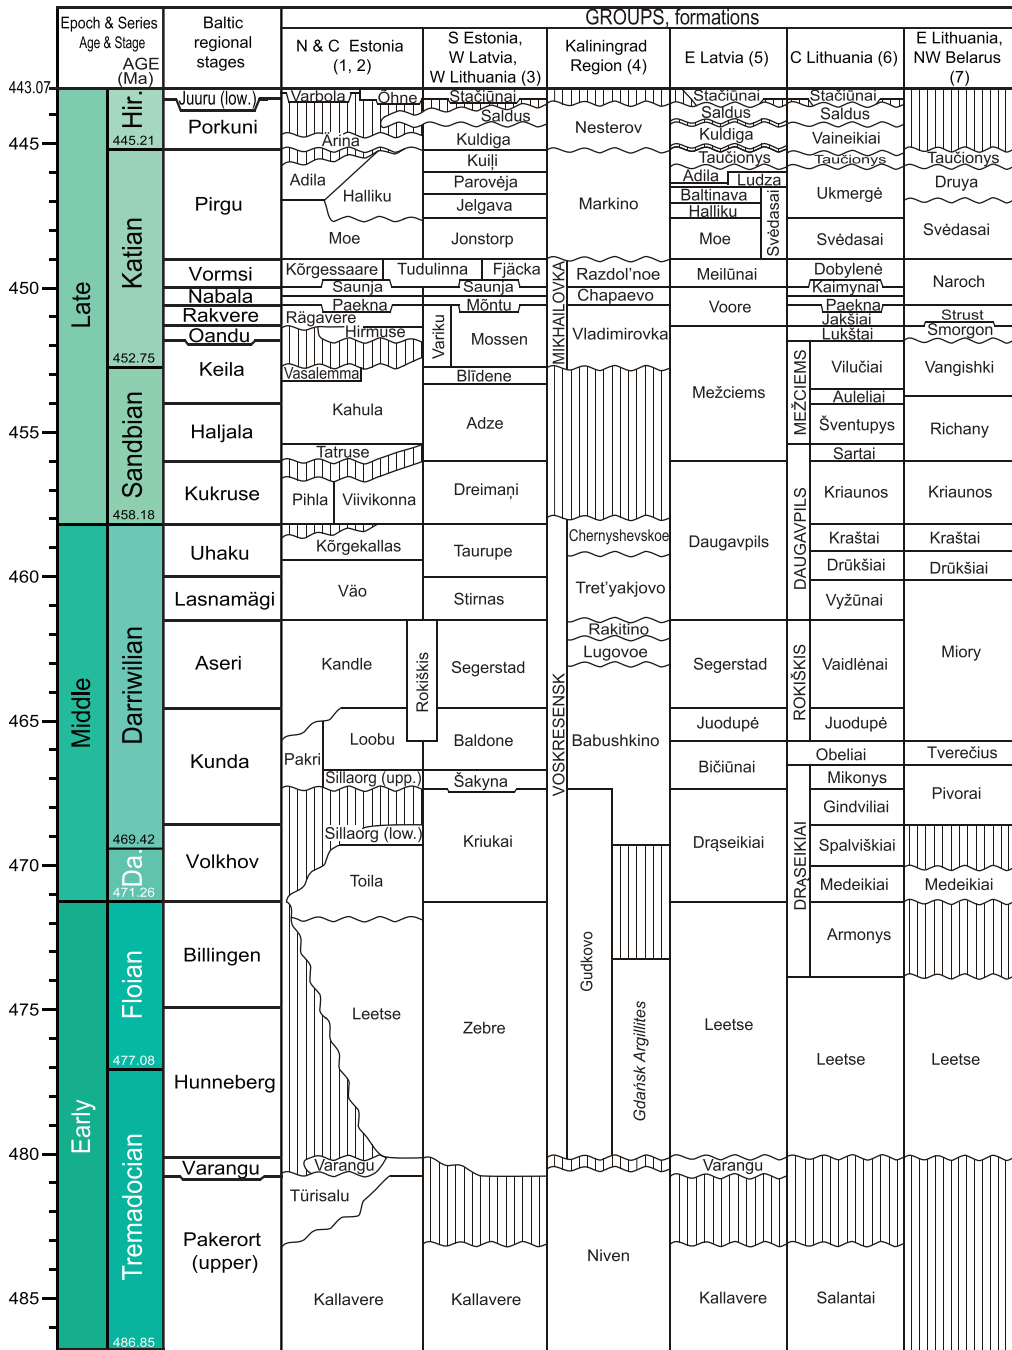 Epoch & Series
Age & Stage
AGE
(Ma)
Baltic
regional
stages
GROUPS, formations
N & C Estonia
(1, 2)
S Estonia,
W Latvia,
W Lithuania (3)
Kaliningrad
Region (4)
E Latvia (5)
C Lithuania (6)
E Lithuania,
NW Belarus
(7)
443.07
445
450
455
460
465
470
475
480
485
Late
Middle
Early
Hir.
445.21
Katian
452.75
Sandbian
458.18
Darriwilian
469.42
Da.
471.26
Floian
477.08
Tremadocian
486.85
Juuru (low.)
Porkuni
Pirgu
Vormsi
Nabala
Rakvere
Oandu
Keila
Haljala
Kukruse
Uhaku
Lasnamägi
Aseri
Kunda
Volkhov
Billingen
Hunneberg
Varangu
Pakerort
(upper)
Varbola
Õhne
Ärina
Adila
Halliku
Moe
Kõrgessaare
Tudulinna
Fjäcka
Saunja
Paekna
Rägavere
Hirmuse
Vasalemma
Kahula
Tatruse
Pihla
Viivikonna
Kõrgekallas
Väo
Kandle
Rokiškis
Pakri
Loobu
Sillaorg (upp.)
Sillaorg (low.)
Toila
Leetse
Varangu
Türisalu
Kallavere
Stačiūnai
Saldus
Kuldiga
Kuiļi
Parovėja
Jelgava
Jonstorp
Saunja
Mõntu
Variku
Mossen
Blīdene
Adze
Dreimaņi
Taurupe
Stirnas
Segerstad
Baldone
Šakyna
Kriukai
Zebre
Kallavere
Nesterov
Markino
MIKHAILOVKA
Razdol'noe
Chapaevo
Vladimirovka
VOSKRESENSK
Chernyshevskoe
Tret'yakjovo
Rakitino
Lugovoe
Babushkino
Gudkovo
Gdańsk Argillites
Niven
Stačiūnai
Saldus
Kuldiga
Taučionys
Adila
Ludza
Baltinava
Halliku
Moe
Svėdasai
Meilūnai
Voore
Mežciems
Daugavpils
Segerstad
Juodupė
Bičiūnai
Drąseikiai
Leetse
Varangu
Kallavere
Stačiūnai
Saldus
Vaineikiai
Taučionys
Ukmergė
Svėdasai
Dobylenė
Kaimynai
Paekna
Jakšiai
Lukštai
MEŽČIEMS
Vilučiai
Auleliai
Šventupys
Sartai
DAUGAVPILS
Kriaunos
Kraštai
Drūkšiai
Vyžūnai
ROKIŠKIS
Vaidlėnai
Juodupė
Obeliai
DRĄSEIKIAI
Mikonys
Gindviliai
Spalviškiai
Medeikiai
Armonys
Leetse
Salantai
Taučionys
Druya
Svėdasai
Naroch
Strust
Smorgon
Vangishki
Richany
Kriaunos
Kraštai
Drūkšiai
Miory
Tverečius
Pivorai
Medeikiai
Leetse